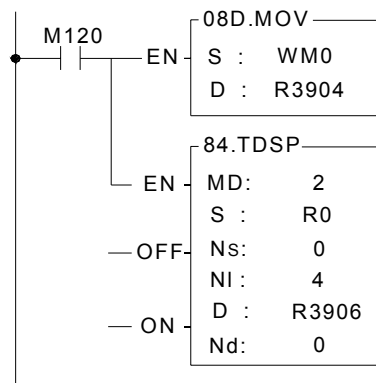 08D.MOV
M120
EN S : WM0
D : R3904
84.TDSP
EN MD: 2
S : R0
OFF Ns: 0
Nl: 4
D : R3906
ON
Nd: 0